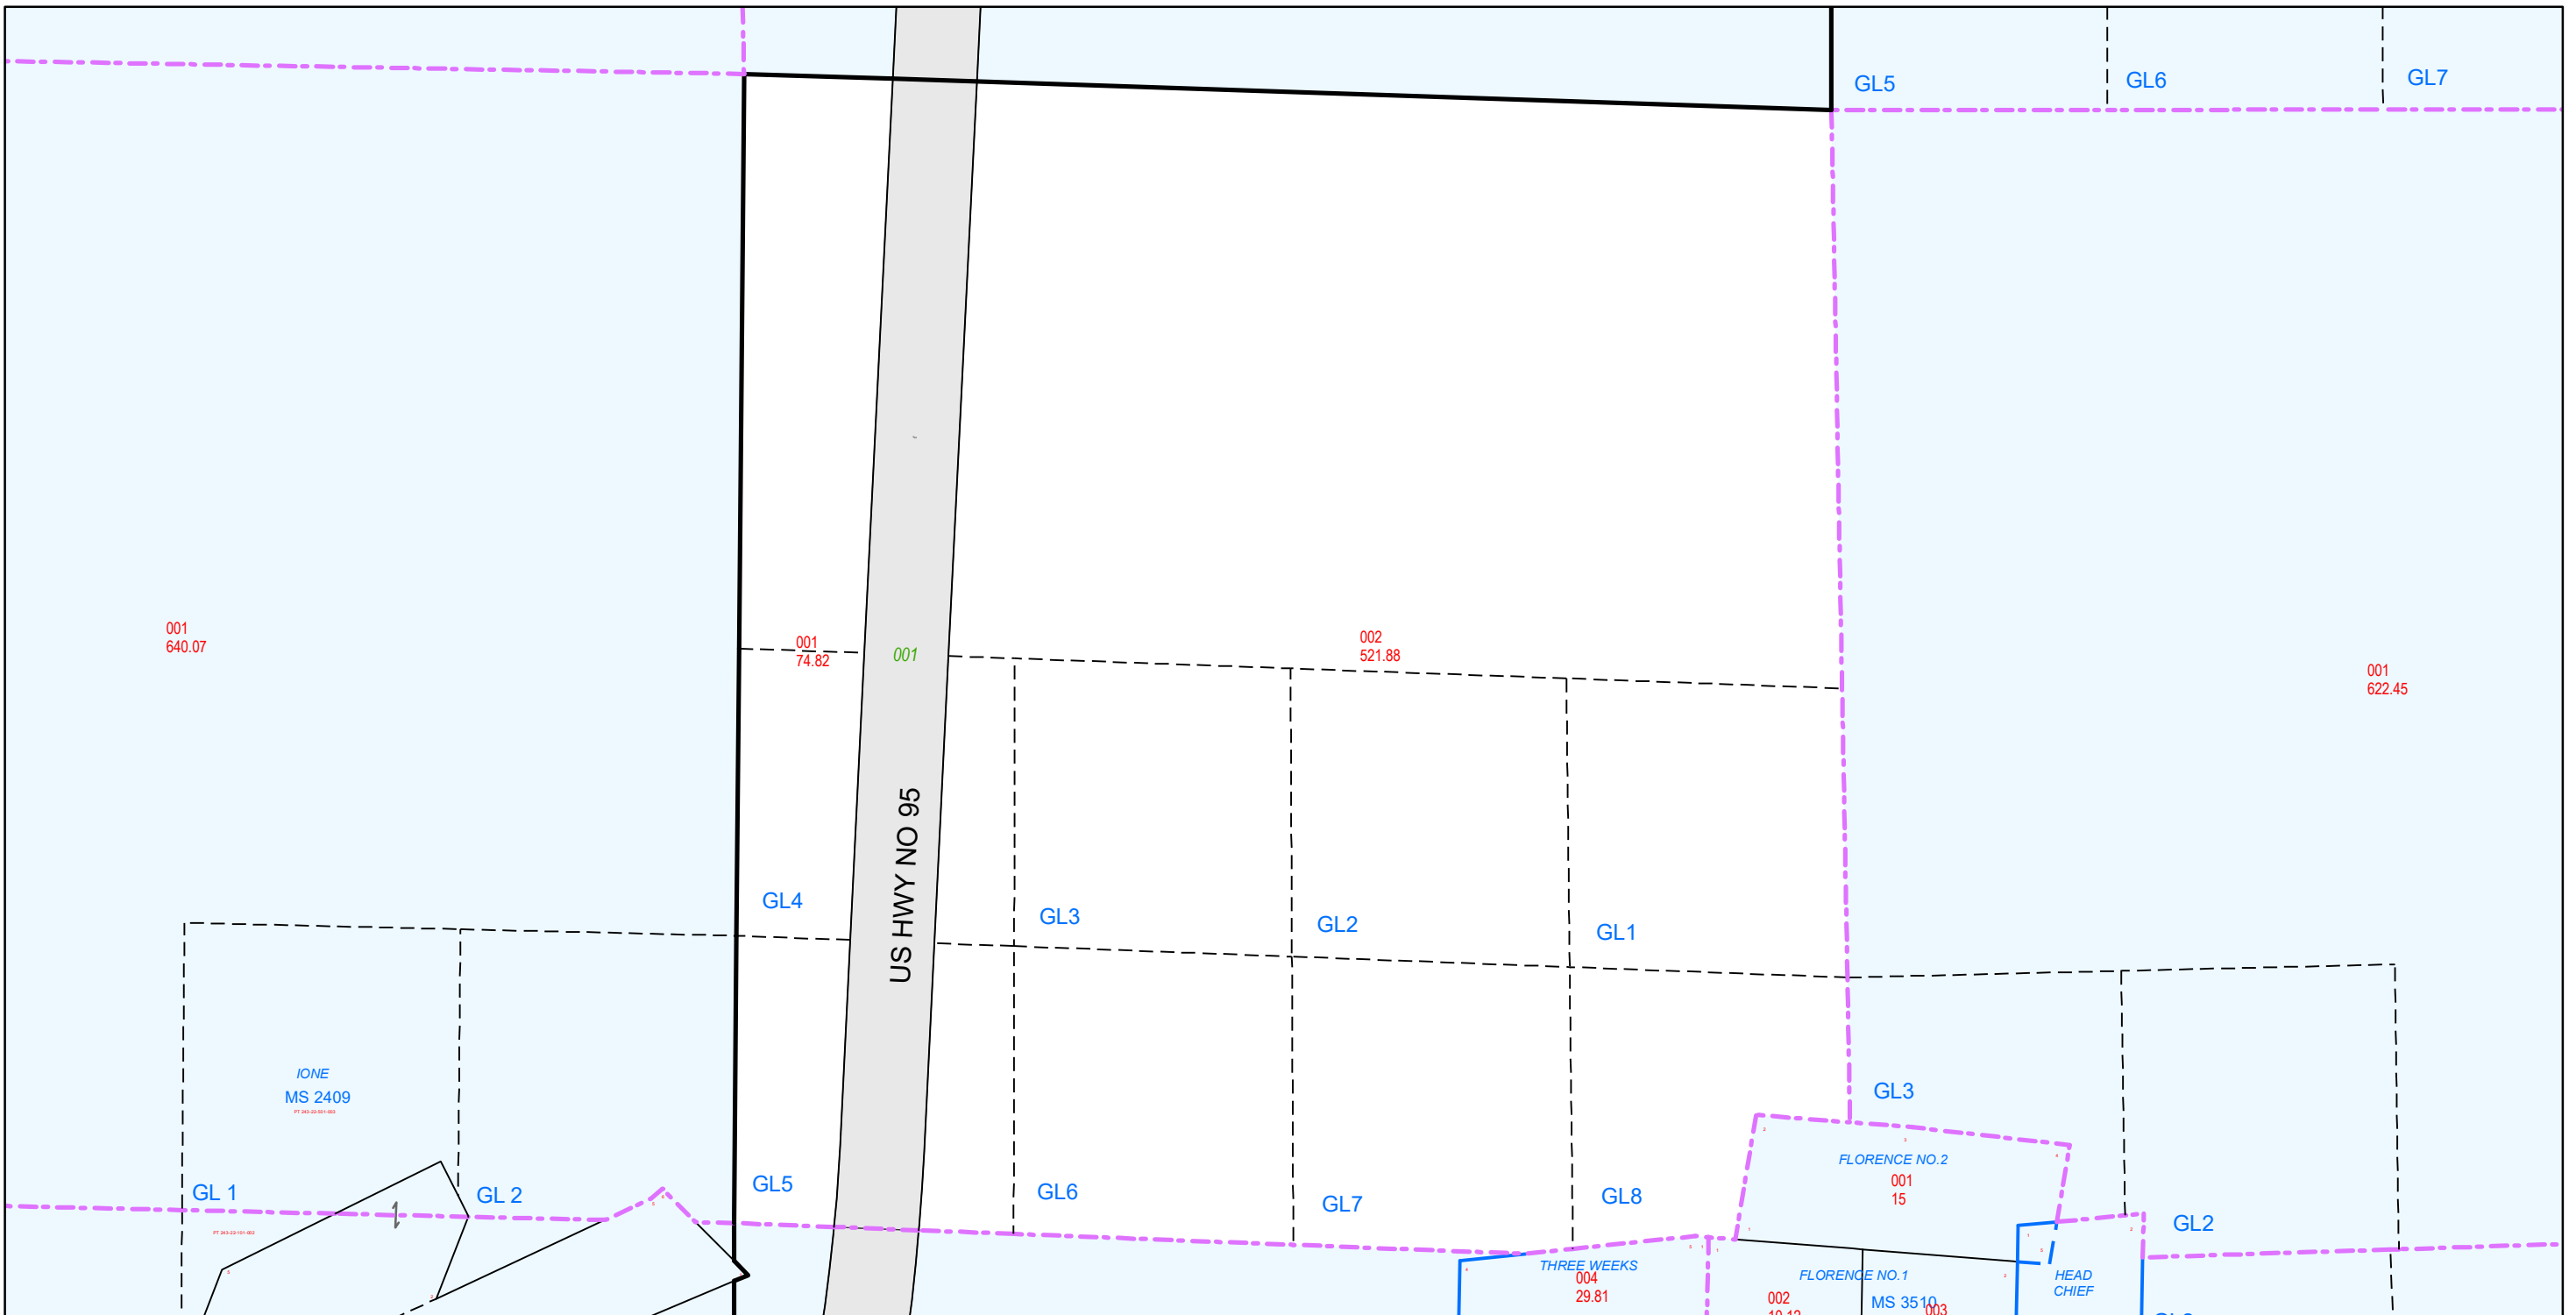 GL5
GL6
GL7
001
640.07
001
74.82
001
002
521.88
001
622.45
US HWY NO 95
GL4
GL3
GL2
GL1
IONE
MS 2409
GL 1
GL 2
GL5
GL6
GL7
GL8
GL3
FLORENCE NO.2
001
15
GL2
THREE WEEKS
004
29.81
FLORENCE NO.1
MS 3510
002
003
HEAD
CHIEF